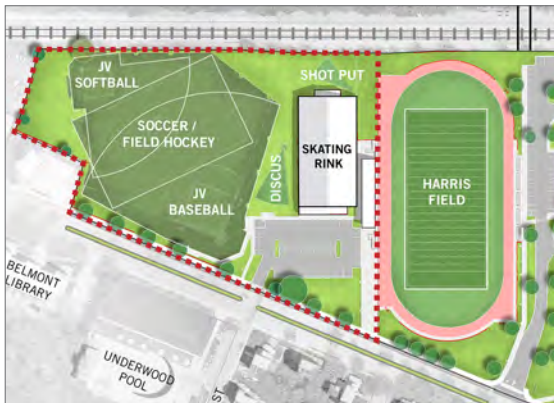 JV
SOFTBALL
SHOT PUT
SOCCER /
FIELD HOCKEY
SKATING
RINK
DISCUS
HARRIS
FIELD
JV
BASEBALL
BELMONT
LIBRARY
UNDERWOOD
POOL
ST